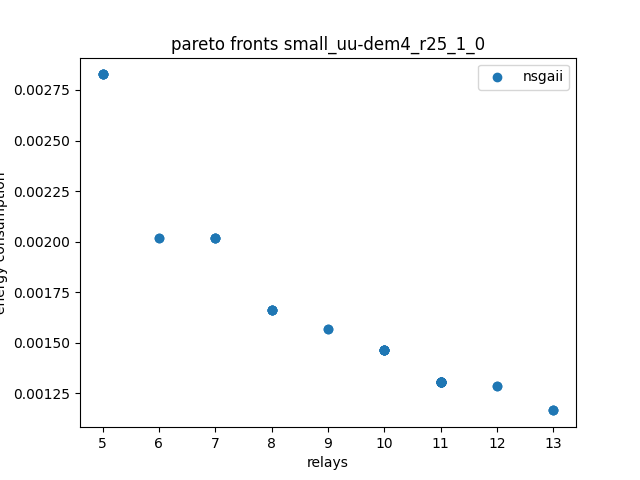 pareto fronts small_uu-dem4_r25_1_0
nsgaii
0.00275
0.00250
0.00225
0.00200
0.00175
0.00150
0.00125
energy consumption
5 6 7 8 9 10 11 12 13
relays